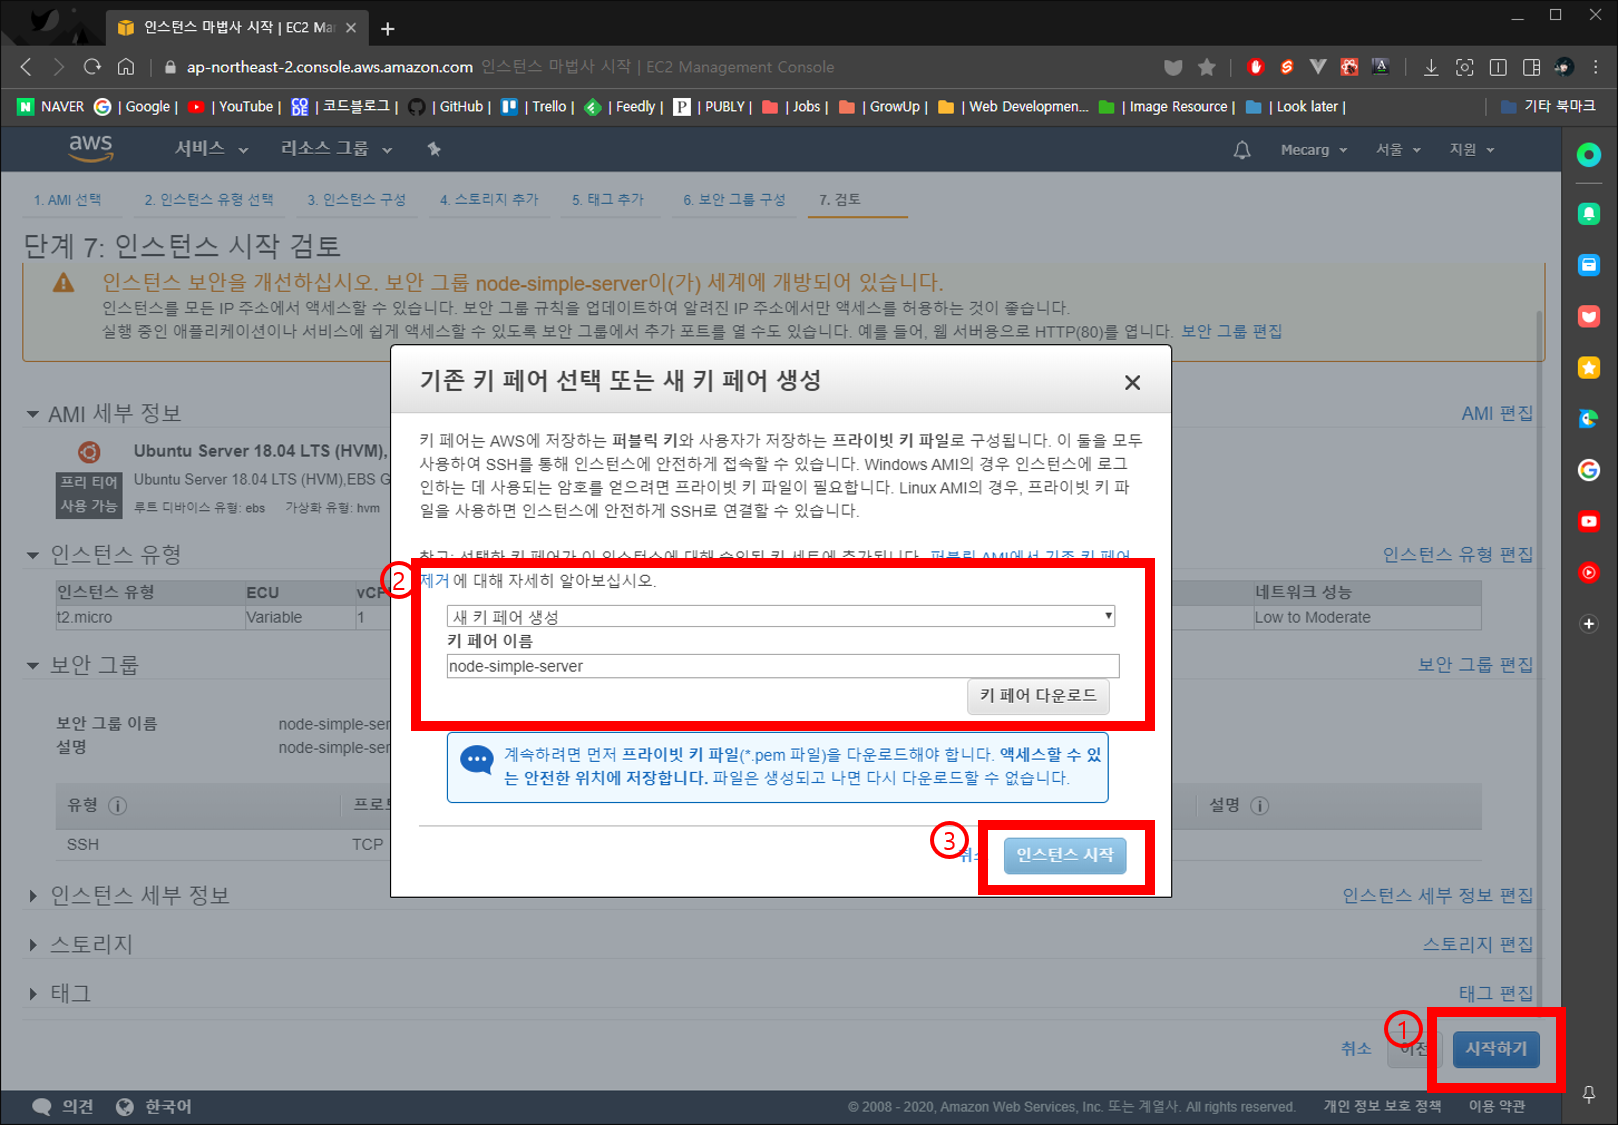 인스턴스 마법사 시작 | EC2 Ma
ap-northeast-2.console.aws.amazon.com 인스턴스 마법사 시작 | EC2 Management Console
NAVER | Google | | YouTube | | 코드블로그 | | GitHub | | Trello | | Feedly | | PUBLY | | Jobs | | GrowUp | | Web Developmen... | Image Resource | | Look later | 기타 북마크
aws 서비스 리소스 그룹 Mecarg 서울 지원
1. AMI 선택 2. 인스턴스 유형 선택 3. 인스턴스 구성 4. 스토리지 추가 5. 태그 추가 6. 보안 그룹 구성 7. 검토
단계 7: 인스턴스 시작 검토
인스턴스 보안을 개선하십시오. 보안 그룹 node-simple-server이(가) 세계에 개방되어 있습니다.
인스턴스를 모든 IP 주소에서 액세스할 수 있습니다. 보안 그룹 규칙을 업데이트하여 알려진 IP 주소에서만 액세스를 허용하는 것이 좋습니다.
실행 중인 애플리케이션이나 서비스에 쉽게 액세스할 수 있도록 보안 그룹에서 추가 포트를 열 수도 있습니다. 예를 들어, 웹 서버용으로 HTTP(80)를 엽니다. 보안 그룹 편집
AMI 세부 정보 AMI 편집
Ubuntu Server 18.04 LTS (HVM),
프리 티어
사용 가능
Ubuntu Server 18.04 LTS (HVM),EBS G
루트 디바이스 유형: ebs 가상화 유형: hvm
인스턴스 유형 인스턴스 유형 편집
인스턴스 유형 ECU vCP 네트워크 성능
t2.micro Variable 1 Low to Moderate
보안 그룹 보안 그룹 편집
보안 그룹 이름 node-simple-ser
설명 node-simple-ser
유형 프로토 설명
SSH TCP
인스턴스 세부 정보 인스턴스 세부 정보 편집
스토리지 스토리지 편집
태그 태그 편집
기존 키 페어 선택 또는 새 키 페어 생성
키 페어는 AWS에 저장하는 퍼블릭 키와 사용자가 저장하는 프라이빗 키 파일로 구성됩니다. 이 둘을 모두
사용하여 SSH를 통해 인스턴스에 안전하게 접속할 수 있습니다. Windows AMI의 경우 인스턴스에 로그
인하는 데 사용되는 암호를 얻으려면 프라이빗 키 파일이 필요합니다. Linux AMI의 경우, 프라이빗 키 파
일을 사용하면 인스턴스에 안전하게 SSH로 연결할 수 있습니다.
참고: 선택한 키 페어가 이 인스턴스에 대해 승인된 키 세트에 추가됩니다. 퍼블릭 AMI에서 기존 키 페어
②
제거 에 대해 자세히 알아보십시오.
새 키 페어 생성
키 페어 이름
node-simple-server
키 페어 다운로드
계속하려면 먼저 프라이빗 키 파일(*.pem 파일)을 다운로드해야 합니다. 액세스할 수 있
는 안전한 위치에 저장합니다. 파일은 생성되고 나면 다시 다운로드할 수 없습니다.
③ 취소 인스턴스 시작
①
취소 이전 시작하기
의견 한국어 © 2008 - 2020, Amazon Web Services, Inc. 또는 계열사. All rights reserved. 개인 정보 보호 정책 이용 약관